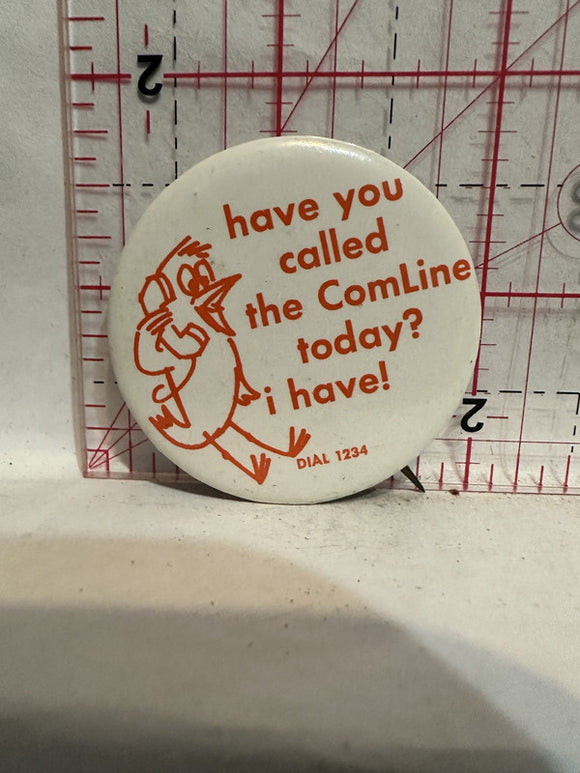 2
have you
called
the ComLine
today?
i have!
DIAL 1234
2